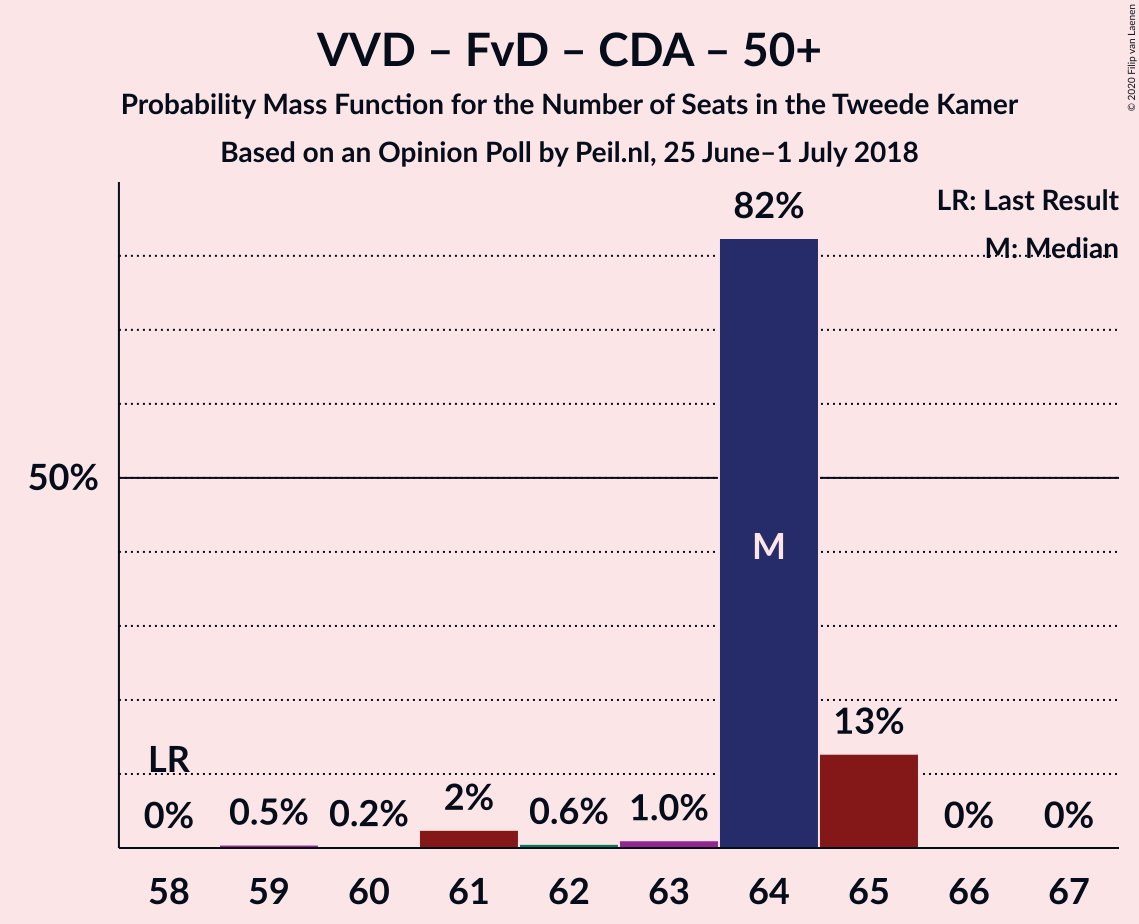 VVD – FvD – CDA – 50+
Probability Mass Function for the Number of Seats in the Tweede Kamer
Based on an Opinion Poll by Peil.nl, 25 June–1 July 2018
© 2020 Filip van Laenen
LR: Last Result
M: Median
82%
50%
M
13%
LR
0% 0.5% 0.2% 2% 0.6% 1.0% 0% 0%
58 59 60 61 62 63 64 65 66 67